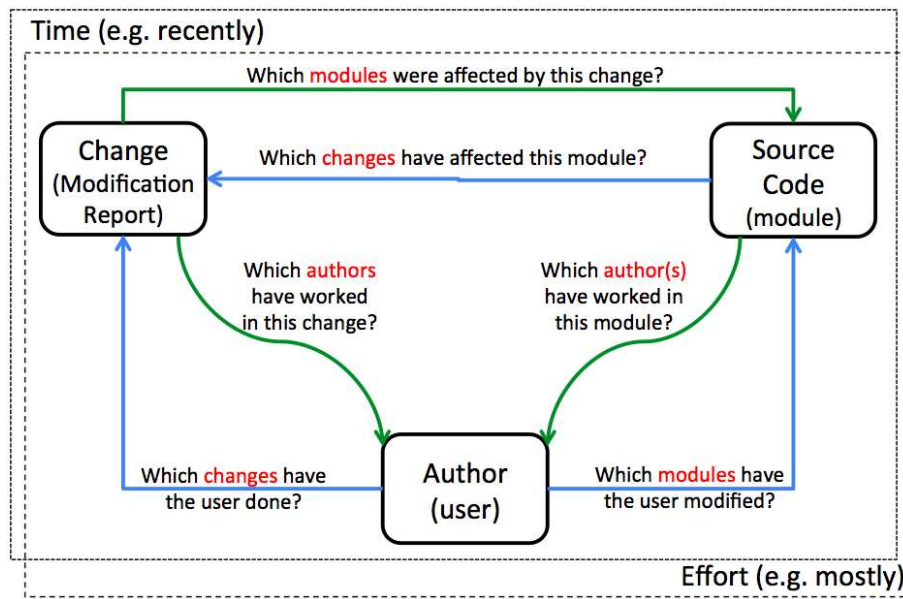 Time (e.g. recently)
Which modules were affected by this change?
Change
(Modification
Report)
Which changes have affected this module?
Source
Code
(module)
Which authors
have worked
in this change?
Which author(s)
have worked in
this module?
Which changes have
the user done?
Author
(user)
Which modules have
the user modified?
Effort (e.g. mostly)